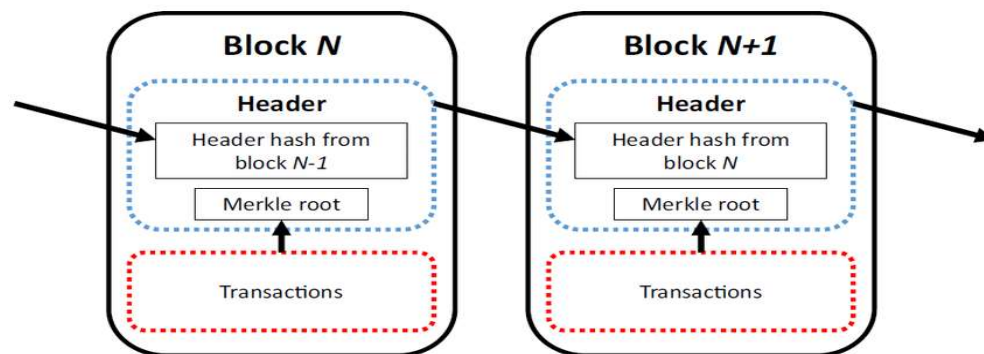 Block N
Header
Header hash from
block N-1
Merkle root
Transactions
Block N+1
Header
Header hash from
block N
Merkle root
Transactions